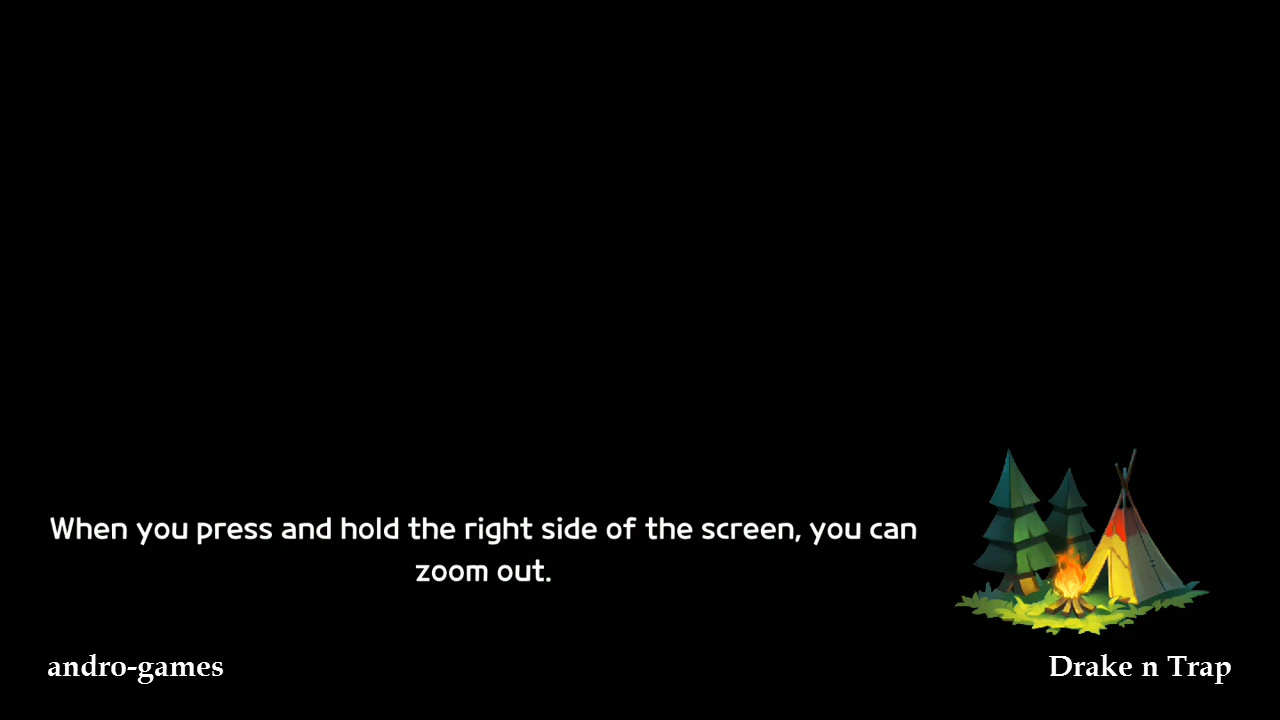 When you press and hold the right side of the screen, you can
zoom out.
andro-games
Drake n Trap